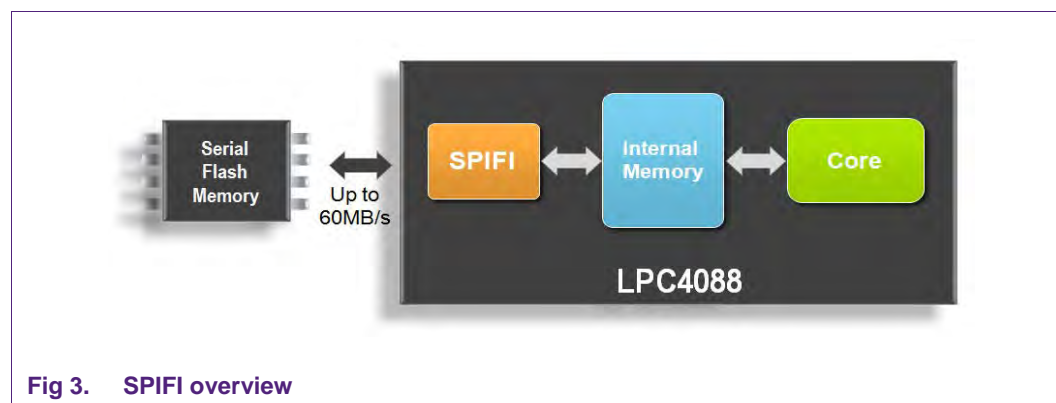 Serial
Flash
Memory
Up to
60MB/s
SPIFI
Internal
Memory
Core
LPC4088
Fig 3. SPIFI overview